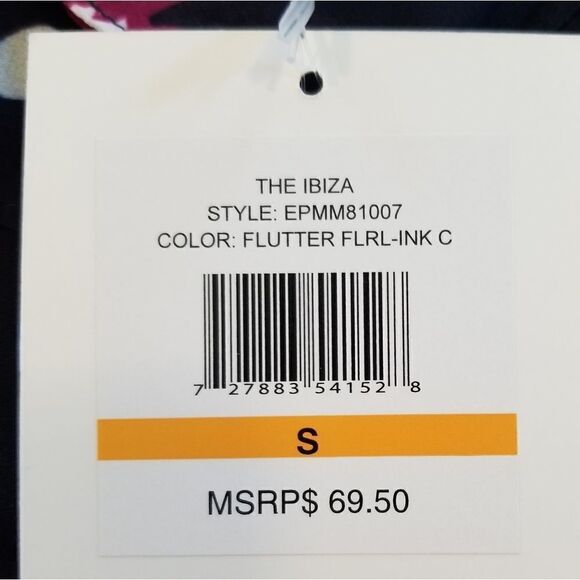 THE IBIZA
STYLE: EPMM81007
COLOR: FLUTTER FLRL-INK C
7 27883 54152 8
S
MSRP$ 69.50